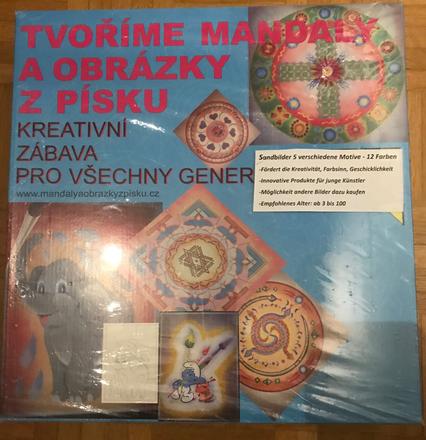 TVOŘÍME MANDALY
A OBRÁZKY
Z PÍSKU
KREATIVNÍ
ZÁBAVA
PRO VŠECHNY GENER
www.mandalyaobrazkyzpisku.cz
Sandbilder 5 verschiedene Motive - 12 Farben
-Fördert die Kreativität, Farbsinn, Geschicklichkeit
-Innovative Produkte für junge Künstler
-Möglichkeit andere Bilder dazu kaufen
-Empfohlenes Alter: ab 3 bis 100